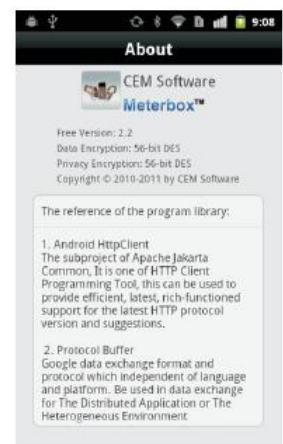 9:08
About
CEM Software
Meterbox™
Free Version: 2.2
Data Encryption: 56-bit DES
Privacy Encryption: 56-bit DES
Copyright © 2010-2011 by CEM Software
The reference of the program library:
1. Android HttpClient
The subproject of Apache Jakarta
Common, It is one of HTTP Client
Programming Tool, this can be used to
provide efficient, latest, rich-functioned
support for the latest HTTP protocol
version and suggestions.
2. Protocol Buffer
Google data exchange format and
protocol which independent of language
and platform. Be used in data exchange
for The Distributed Application or The
Heterogeneous Environment